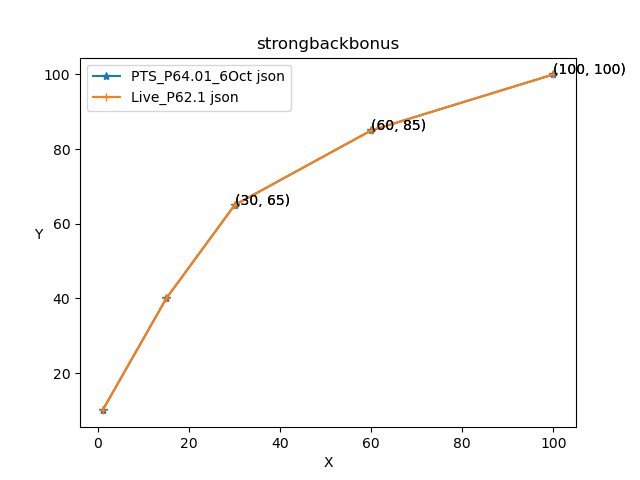 strongbackbonus
PTS_P64.01_6Oct json
Live_P62.1 json
(100, 100)
(60, 85)
(30, 65)
100
80
60
40
20
Y
0 20 40 60 80 100
X